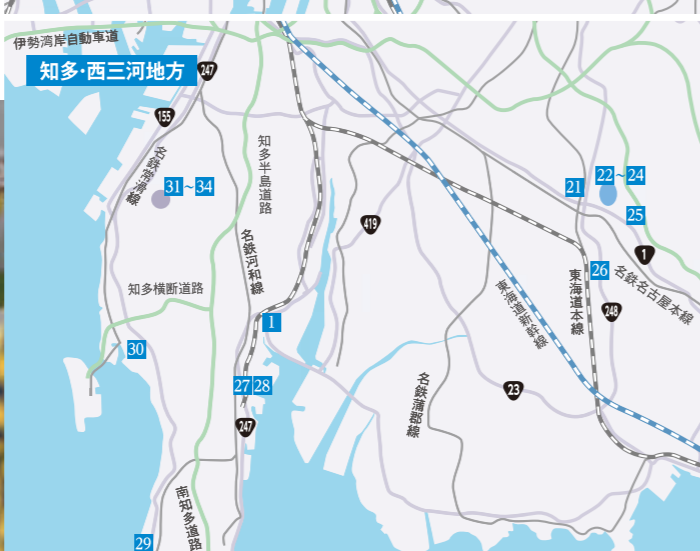 伊勢湾岸自動車道
知多・西三河地方
247
155
名鉄常滑線
31~34
知多半島道路
名鉄河和線
知多横断道路
419
21
22~24
25
1
26
名鉄名古屋本線
東海道本線
東海道新幹線
248
1
30
27 28
247
名鉄蒲郡線
23
南知多道路
29